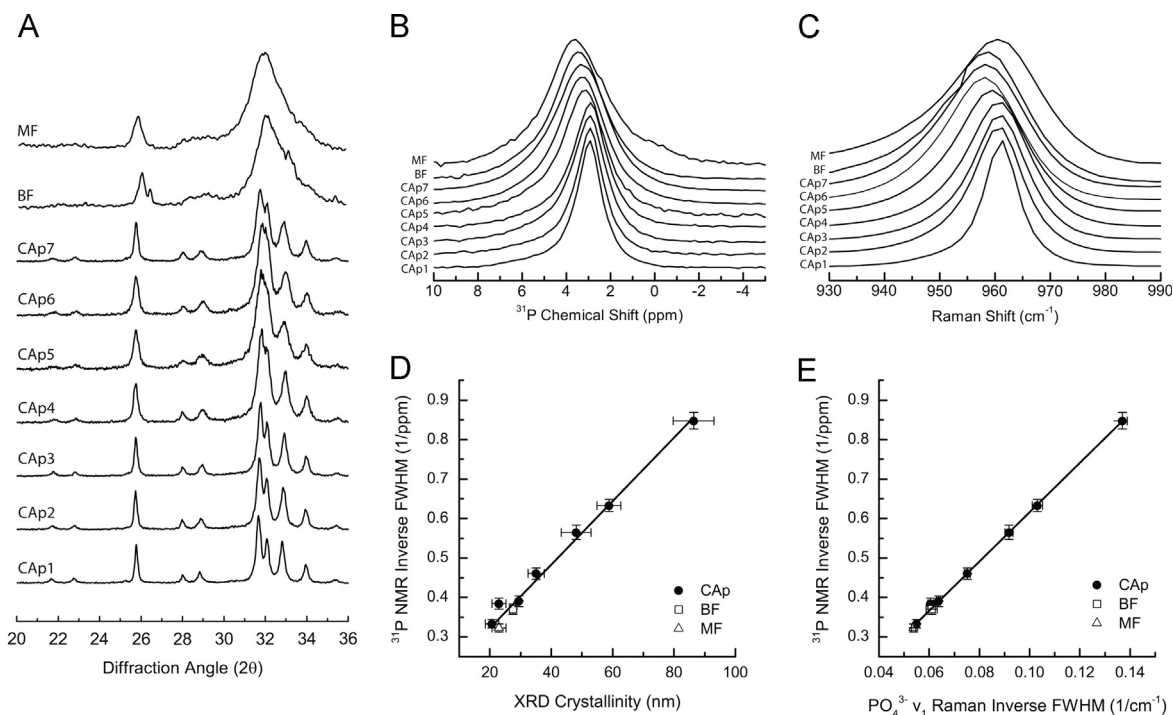 A
MF
BF
CAp7
CAp6
CAp5
CAp4
CAp3
CAp2
CAp1
20 22 24 26 28 30 32 34 36
Diffraction Angle (2θ)
B
MF
BF
CAp7
CAp6
CAp5
CAp4
CAp3
CAp2
CAp1
10 8 6 4 2 0 -2 -4
³¹P Chemical Shift (ppm)
C
MF
BF
CAp7
CAp6
CAp5
CAp4
CAp3
CAp2
CAp1
930 940 950 960 970 980 990
Raman Shift (cm⁻¹)
D
³¹P NMR Inverse FWHM (1/ppm)
0.9
0.8
0.7
0.6
0.5
0.4
0.3
CAp
BF
MF
20 40 60 80 100
XRD Crystallinity (nm)
E
³¹P NMR Inverse FWHM (1/ppm)
0.9
0.8
0.7
0.6
0.5
0.4
0.3
CAp
BF
MF
0.04 0.06 0.08 0.10 0.12 0.14
PO₄³⁻ v₁ Raman Inverse FWHM (1/cm⁻¹)